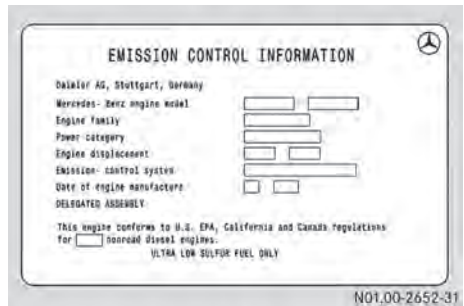 EMISSION CONTROL INFORMATION
Daimler AG, Stuttgart, Germany
Mercedes- Benz engine model
Engine family
Power category
Engine displacement
Emission- control system
Date of engine manufacture
DELEGATED ASSEMBLY
This engine conforms to U.S. EPA, California and Canada regulations
for nonroad diesel engines.
ULTRA LOW SULFUR FUEL ONLY
N01.00-2652-31